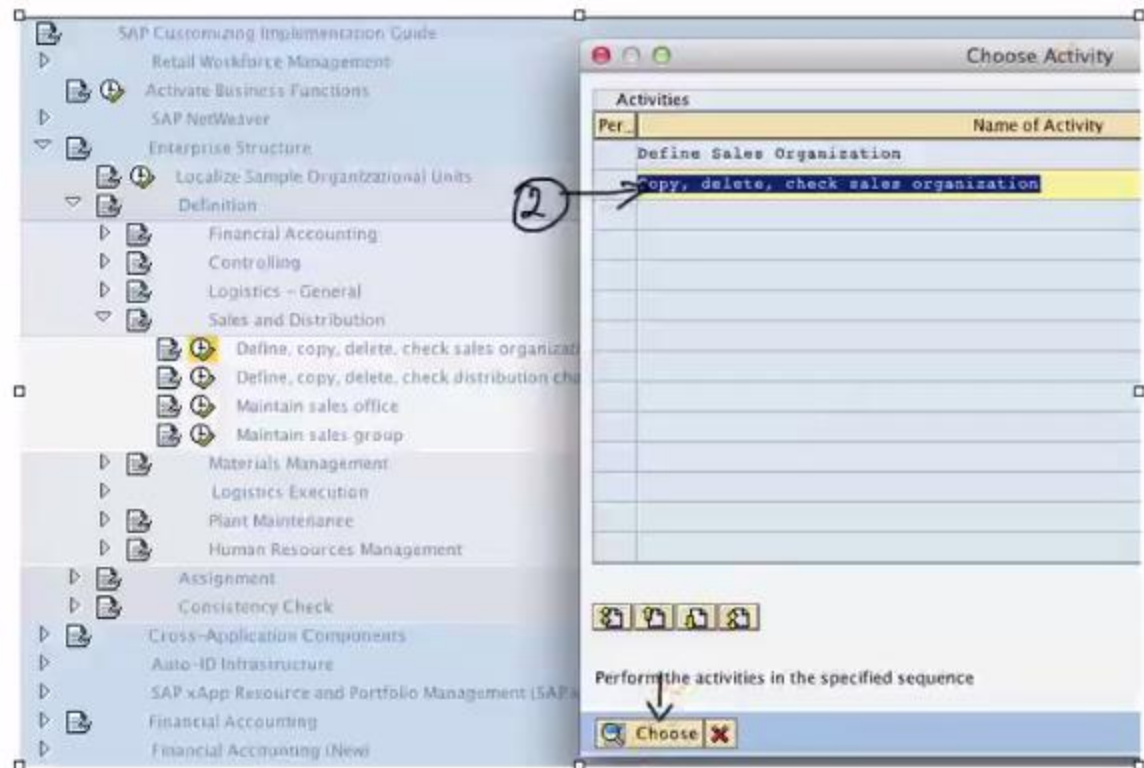 SAP Customizing Implementation Guide
Retail Workforce Management
Activate Business Functions
SAP NetWeaver
Enterprise Structure
Localize Sample Organizational Units
Definition
Financial Accounting
Controlling
Logistics - General
Sales and Distribution
Define, copy, delete, check sales organizati
Define, copy, delete, check distribution cha
Maintain sales office
Maintain sales group
Materials Management
Logistics Execution
Plant Maintenance
Human Resources Management
Assignment
Consistency Check
Cross-Application Components
Auto-ID Infrastructure
SAP xApp Resource and Portfolio Management (SAP
Financial Accounting
Financial Accounting (New)
Choose Activity
Activities
Per.. Name of Activity
Define Sales Organization
2
Copy, delete, check sales organization
Perform the activities in the specified sequence
Choose